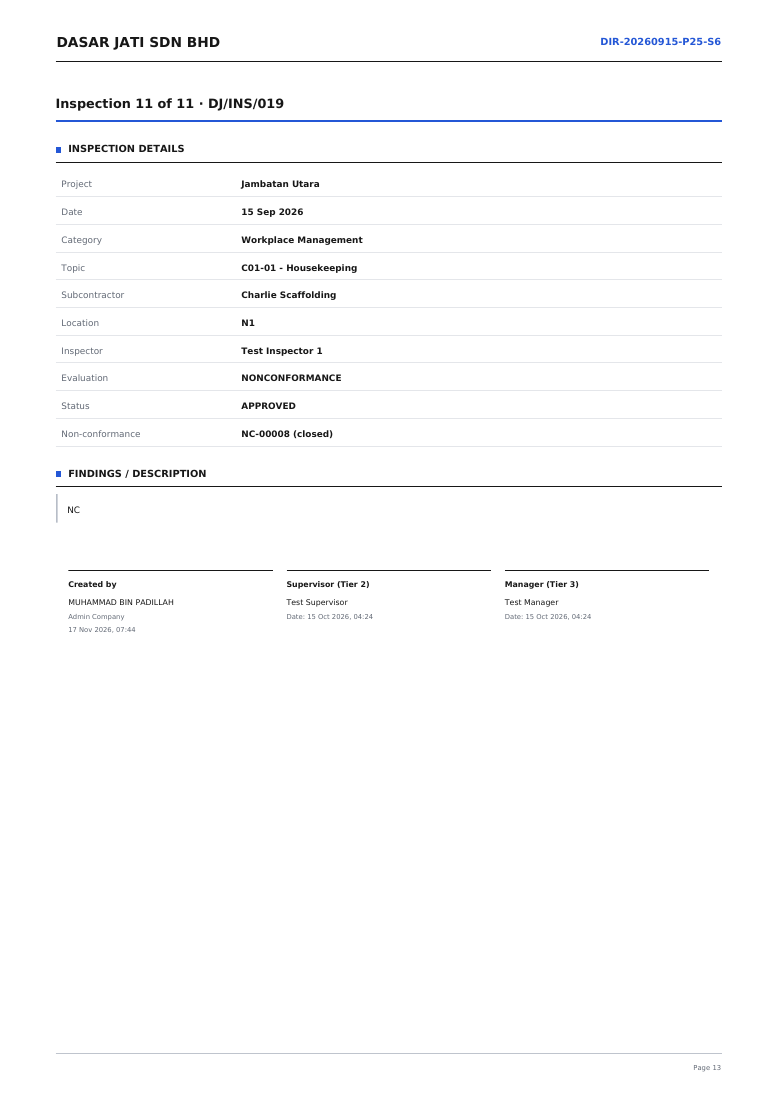 DASAR JATI SDN BHD
DIR-20260915-P25-S6
Inspection 11 of 11 · DJ/INS/019
INSPECTION DETAILS
Project Jambatan Utara
Date 15 Sep 2026
Category Workplace Management
Topic C01-01 - Housekeeping
Subcontractor Charlie Scaffolding
Location N1
Inspector Test Inspector 1
Evaluation NONCONFORMANCE
Status APPROVED
Non-conformance NC-00008 (closed)
FINDINGS / DESCRIPTION
NC
Created by
MUHAMMAD BIN PADILLAH
Admin Company
17 Nov 2026, 07:44
Supervisor (Tier 2)
Test Supervisor
Date: 15 Oct 2026, 04:24
Manager (Tier 3)
Test Manager
Date: 15 Oct 2026, 04:24
Page 13